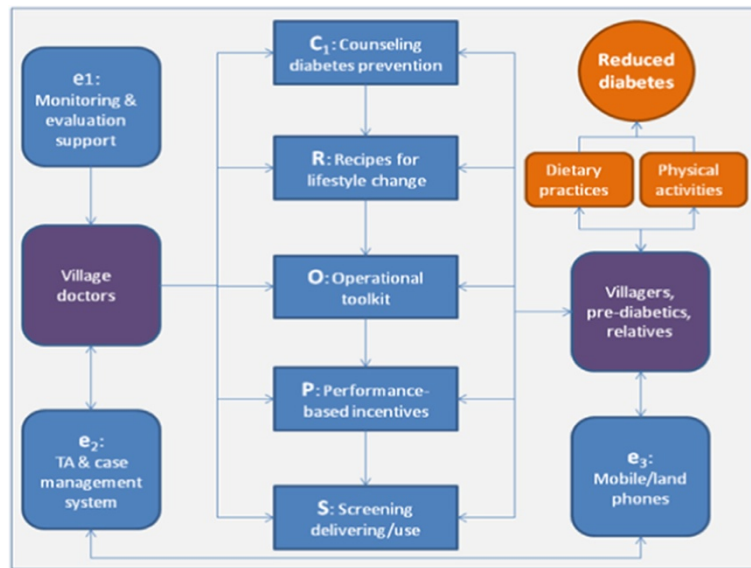 e1:
Monitoring &
evaluation
support
Village
doctors
e₂:
TA & case
management
system
C₁: Counseling
diabetes prevention
R: Recipes for
lifestyle change
O: Operational
toolkit
P: Performance-
based incentives
S: Screening
delivering/use
Reduced
diabetes
Dietary
practices
Physical
activities
Villagers,
pre-diabetics,
relatives
e₃:
Mobile/land
phones